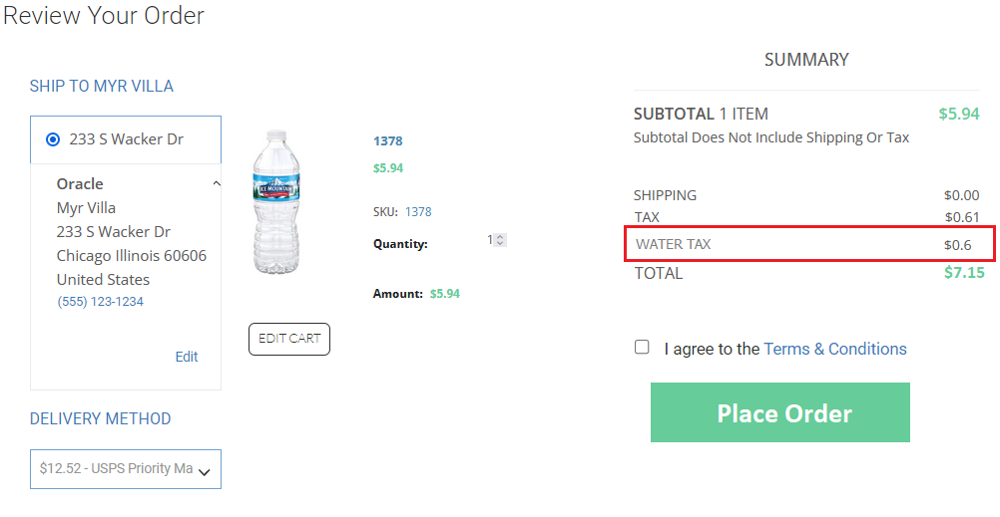 Review Your Order
SHIP TO MYR VILLA
233 S Wacker Dr
Oracle
Myr Villa
233 S Wacker Dr
Chicago Illinois 60606
United States
(555) 123-1234
Edit
DELIVERY METHOD
$12.52 - USPS Priority Ma
ICE MOUNTAIN
EDIT CART
1378
$5.94
SKU: 1378
Quantity: 1
Amount: $5.94
SUMMARY
SUBTOTAL 1 ITEM $5.94
Subtotal Does Not Include Shipping Or Tax
SHIPPING $0.00
TAX $0.61
WATER TAX $0.6
TOTAL $7.15
I agree to the Terms & Conditions
Place Order